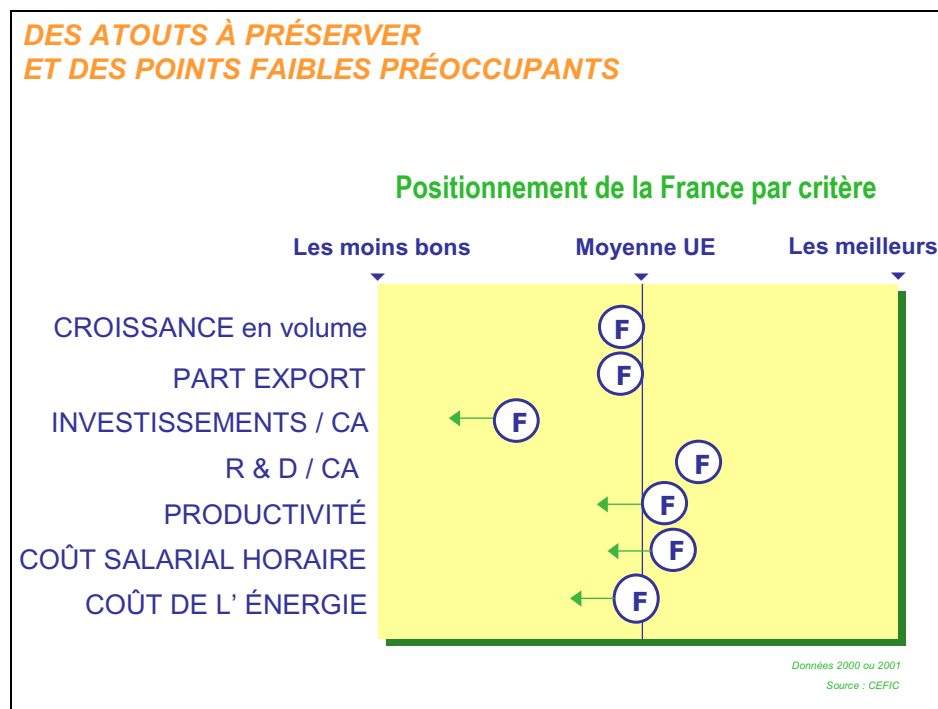 DES ATOUTS À PRÉSERVER
ET DES POINTS FAIBLES PRÉOCCUPANTS
Positionnement de la France par critère
Les moins bons Moyenne UE Les meilleurs
CROISSANCE en volume F
PART EXPORT F
INVESTISSEMENTS / CA F
R & D / CA F
PRODUCTIVITÉ F
COÛT SALARIAL HORAIRE F
COÛT DE L' ÉNERGIE F
Données 2000 ou 2001
Source : CEFIC